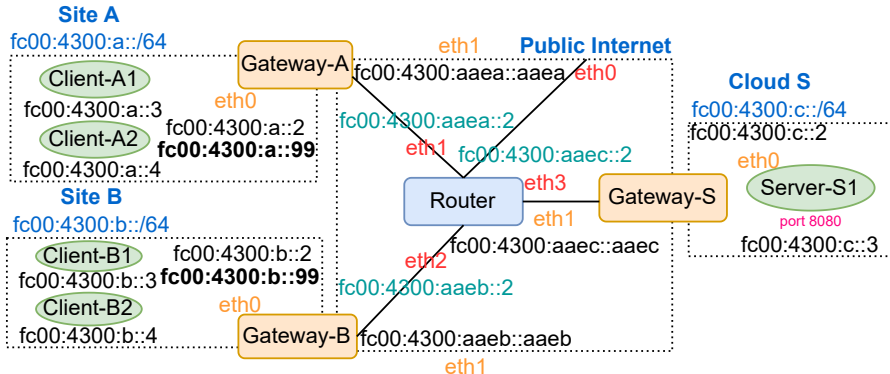 Site A
fc00:4300:a::/64
Client-A1
fc00:4300:a::3
Client-A2
fc00:4300:a::4
Gateway-A
eth0
fc00:4300:a::2
fc00:4300:a::99
eth1
Public Internet
fc00:4300:aaea::aaea
eth0
fc00:4300:aaea::2
eth1
fc00:4300:aaec::2
Router
eth3
eth1
Gateway-S
fc00:4300:aaec::aaec
eth2
fc00:4300:aaeb::2
Cloud S
fc00:4300:c::/64
fc00:4300:c::2
eth0
Server-S1
port 8080
fc00:4300:c::3
Site B
fc00:4300:b::/64
Client-B1
fc00:4300:b::3
Client-B2
fc00:4300:b::4
fc00:4300:b::2
fc00:4300:b::99
eth0
Gateway-B
fc00:4300:aaeb::aaeb
eth1